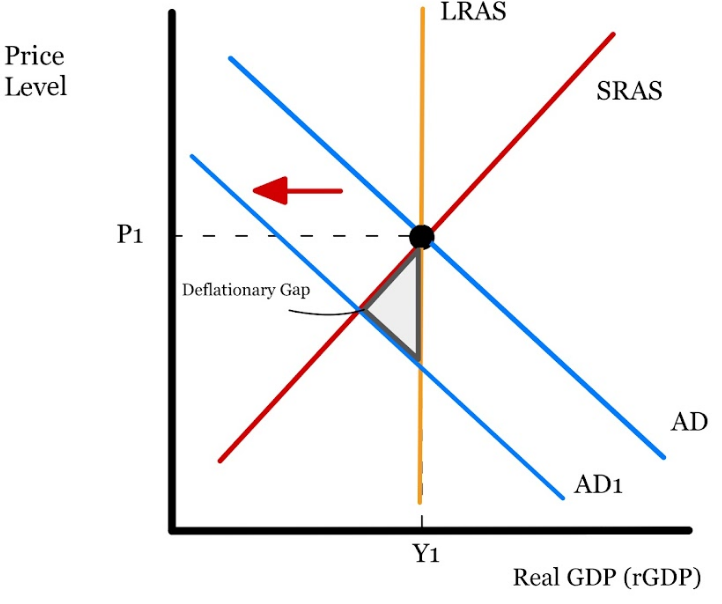 LRAS
Price
Level
SRAS
P1
Deflationary Gap
AD
AD1
Y1
Real GDP (rGDP)